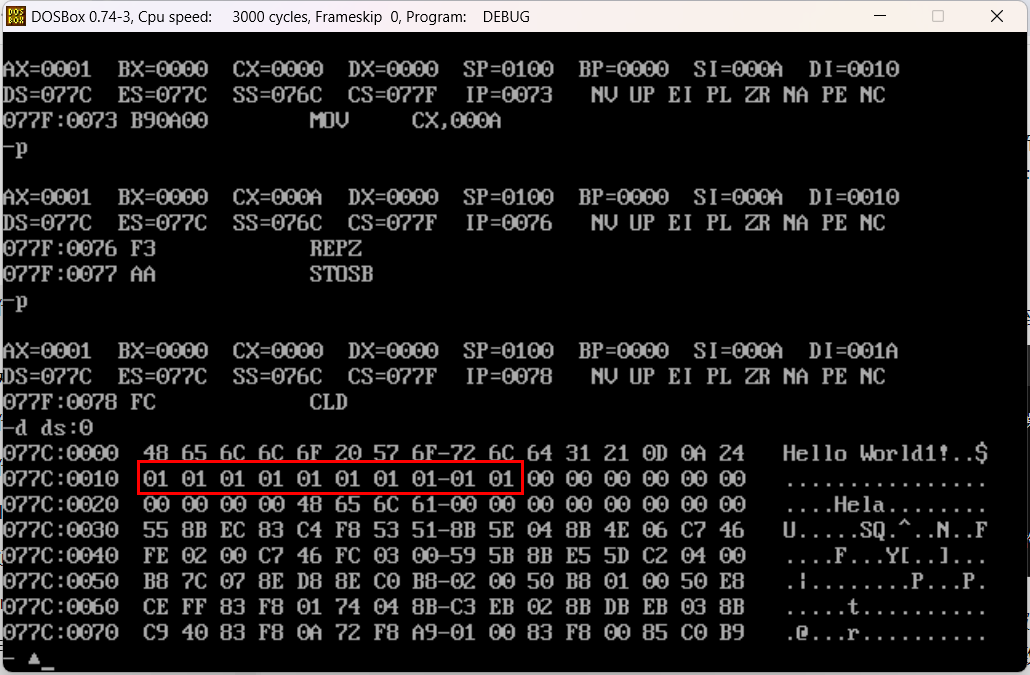 DOSBox 0.74-3, Cpu speed: 3000 cycles, Frameskip 0, Program: DEBUG
AX=0001 BX=0000 CX=0000 DX=0000 SP=0100 BP=0000 SI=000A DI=0010
DS=077C ES=077C SS=076C CS=077F IP=0073 NV UP EI PL ZR NA PE NC
077F:0073 B90A00 MOV CX,000A
-p
AX=0001 BX=0000 CX=000A DX=0000 SP=0100 BP=0000 SI=000A DI=0010
DS=077C ES=077C SS=076C CS=077F IP=0076 NV UP EI PL ZR NA PE NC
077F:0076 F3 REPZ
077F:0077 AA STOSB
-p
AX=0001 BX=0000 CX=0000 DX=0000 SP=0100 BP=0000 SI=000A DI=001A
DS=077C ES=077C SS=076C CS=077F IP=0078 NV UP EI PL ZR NA PE NC
077F:0078 FC CLD
-d ds:0
077C:0000 48 65 6C 6C 6F 20 57 6F-72 6C 64 31 21 0D 0A 24 Hello World1!..$
077C:0010 01 01 01 01 01 01 01 01-01 01 00 00 00 00 00 00 ................
077C:0020 00 00 00 00 48 65 6C 61-00 00 00 00 00 00 00 00 ....Hela........
077C:0030 55 8B EC 83 C4 F8 53 51-8B 5E 04 8B 4E 06 C7 46 U.....SQ.^..N..F
077C:0040 FE 02 00 C7 46 FC 03 00-59 5B 8B E5 5D C2 04 00 ....F...Y[..]...
077C:0050 B8 7C 07 8E D8 8E C0 B8-02 00 50 B8 01 00 50 E8 .|........P...P.
077C:0060 CE FF 83 F8 01 74 04 8B-C3 EB 02 8B DB EB 03 8B .....t..........
077C:0070 C9 40 83 F8 0A 72 F8 A9-01 00 83 F8 00 85 C0 B9 .@...r..........
- ▲_